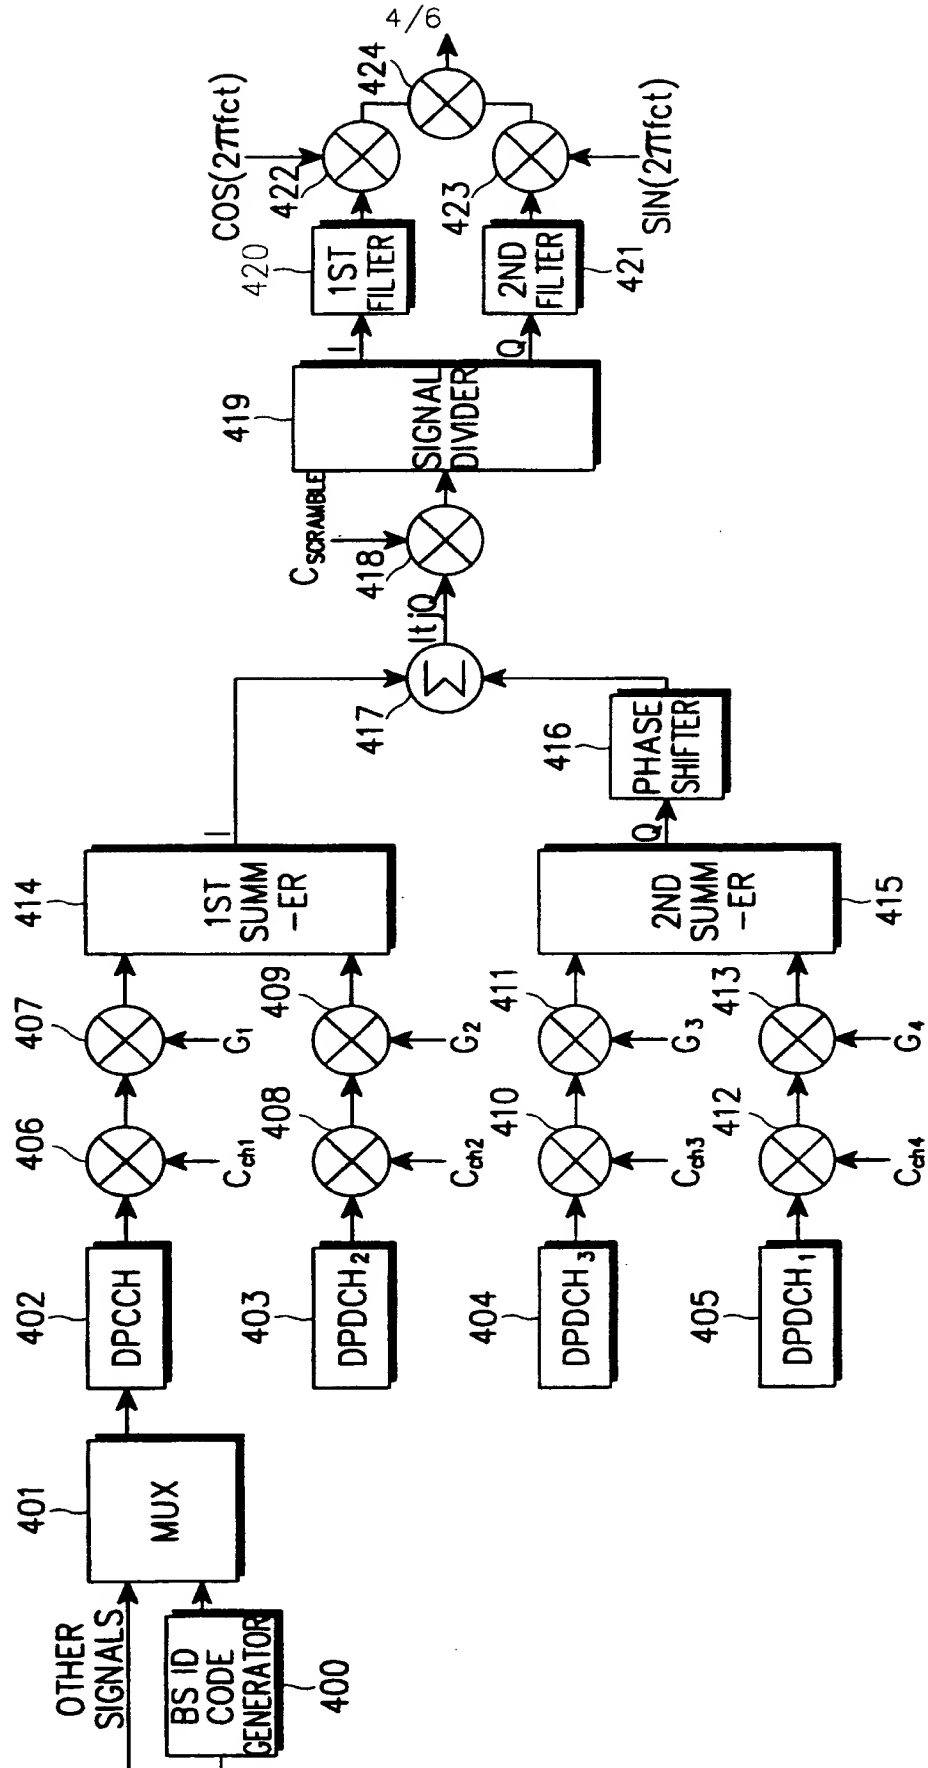 OTHER
SIGNALS
BS ID
CODE
GENERATOR
400
401
MUX
402
DPCCH
403
DPDCH2
404
DPDCH3
405
DPDCH1
406
Cch1
407
G1
408
Cch2
409
G2
410
Cch3
411
G3
412
Cch4
413
G4
414
1ST
SUMM
-ER
I
2ND
SUMM
-ER
415
Q
416
PHASE
SHIFTER
417
Σ
ItjQ
418
CSCRAMBLE
419
SIGNAL
DIVIDER
I
Q
420
1ST
FILTER
2ND
FILTER
421
422
COS(2πfct)
423
SIN(2πfct)
424
4/6